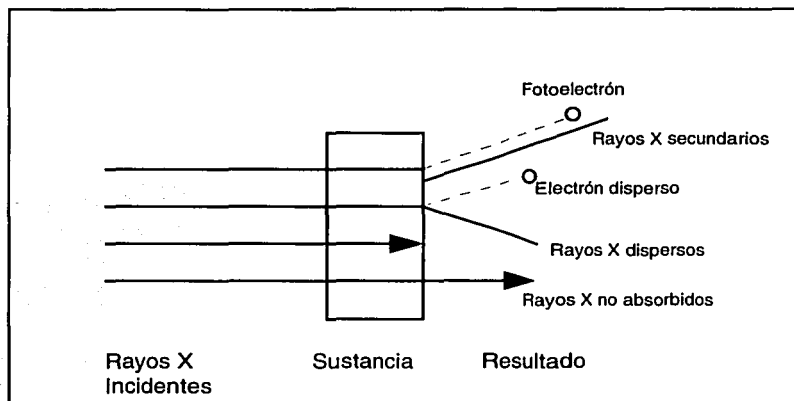 Fotoelectrón
Rayos X secundarios
Electrón disperso
Rayos X dispersos
Rayos X no absorbidos
Rayos X
Incidentes
Sustancia
Resultado